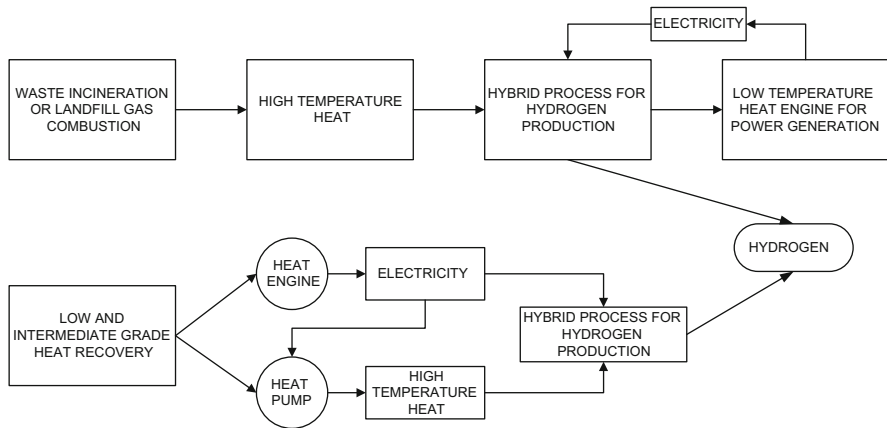 ELECTRICITY
WASTE INCINERATION
OR LANDFILL GAS
COMBUSTION
HIGH TEMPERATURE
HEAT
HYBRID PROCESS FOR
HYDROGEN
PRODUCTION
LOW TEMPERATURE
HEAT ENGINE FOR
POWER GENERATION
HYDROGEN
HEAT
ENGINE
ELECTRICITY
LOW AND
INTERMEDIATE GRADE
HEAT RECOVERY
HYBRID PROCESS FOR
HYDROGEN
PRODUCTION
HEAT
PUMP
HIGH
TEMPERATURE
HEAT